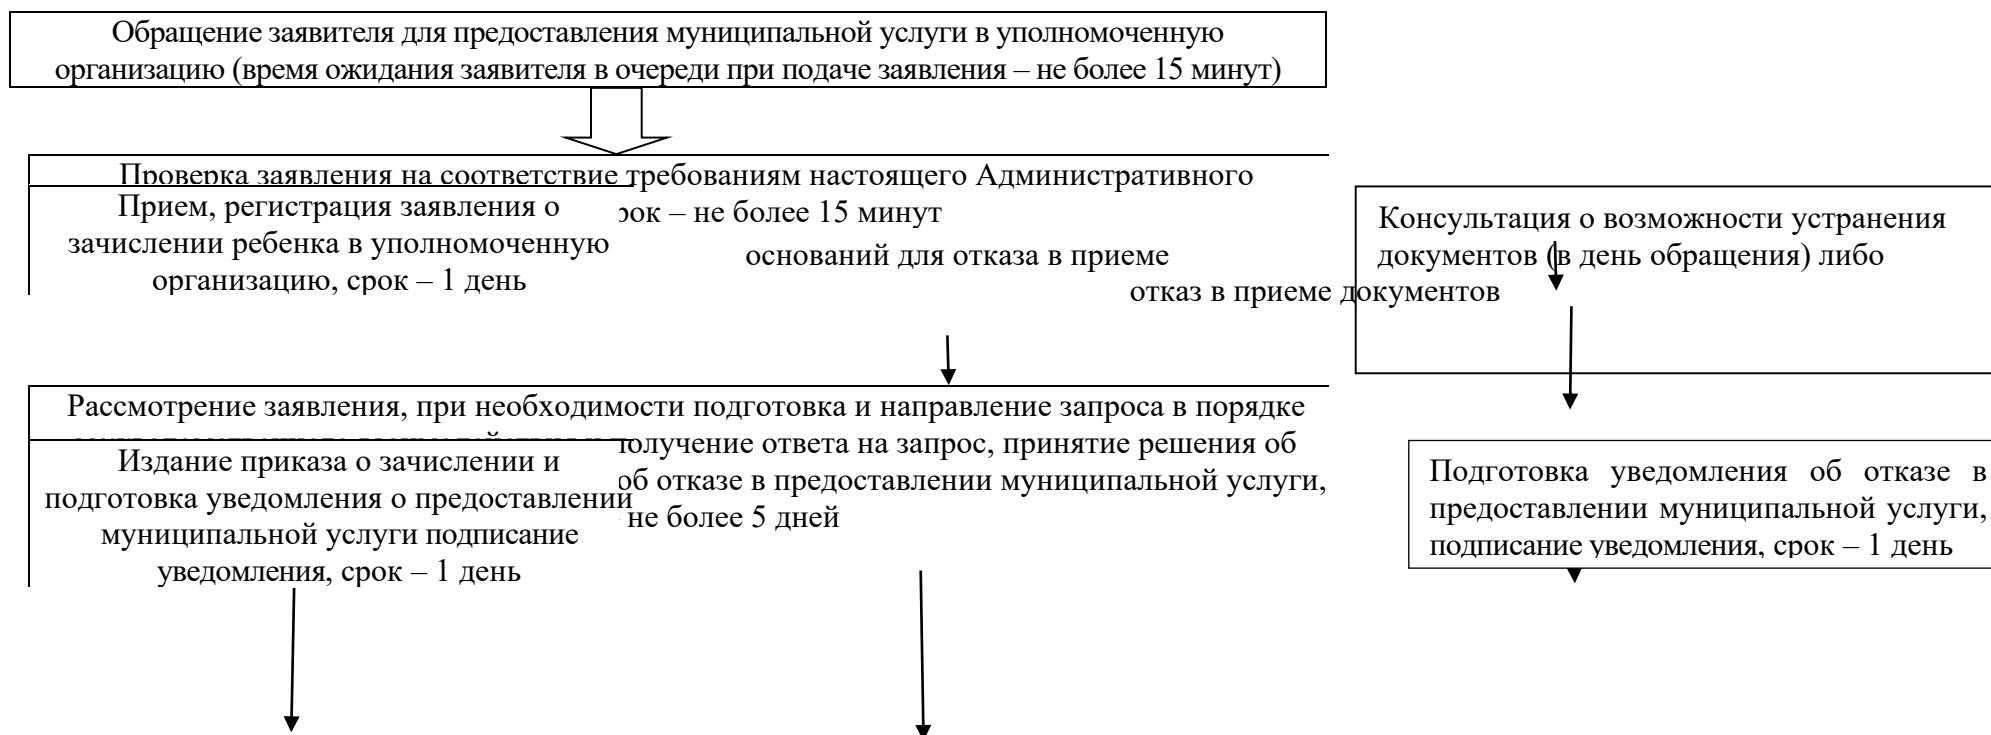 Обращение заявителя для предоставления муниципальной услуги в уполномоченную
организацию (время ожидания заявителя в очереди при подаче заявления – не более 15 минут)
Проверка заявления на соответствие требованиям настоящего Административного
– не более 15 минут
Прием, регистрация заявления о
зачислении ребенка в уполномоченную
организацию, срок – 1 день
оснований для отказа в приеме
отказ в приеме документов
Консультация о возможности устранения
документов (в день обращения) либо
Рассмотрение заявления, при необходимости подготовка и направление запроса в порядке
получение ответа на запрос, принятие решения об
об отказе в предоставлении муниципальной услуги,
не более 5 дней
Издание приказа о зачислении и
подготовка уведомления о предоставлении
муниципальной услуги подписание
уведомления, срок – 1 день
Подготовка уведомления об отказе в
предоставлении муниципальной услуги,
подписание уведомления, срок – 1 день